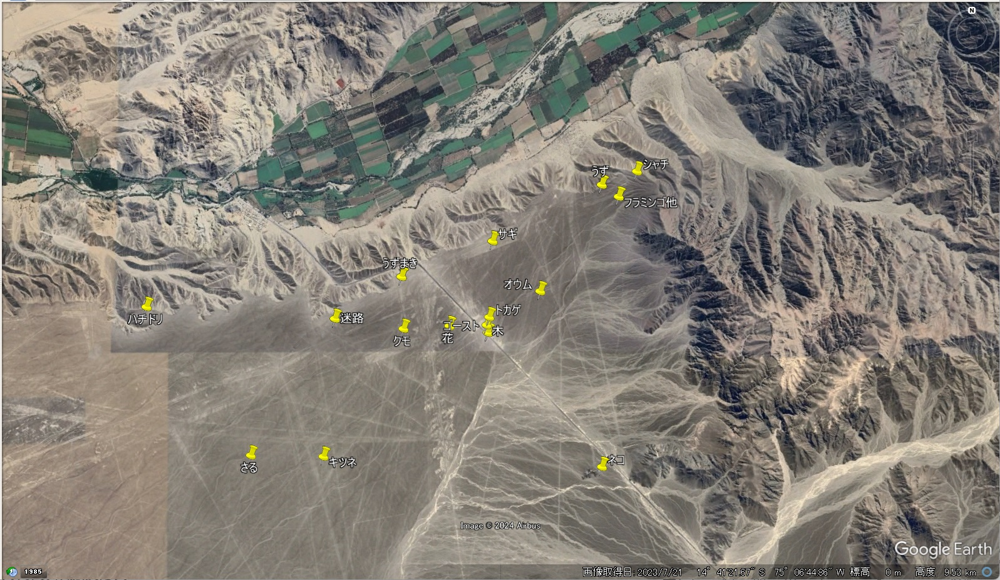 N
シャチ
うず
フラミンゴ他
サギ
うずまき
オウム
トカゲ
ハチドリ
迷路
ゴースト
木
クモ
花
さる
キツネ
ネコ
Image © 2024 Airbus
Google Earth
1985
画像取得日: 2023/7/21 14° 41'21.67" S 75° 06'44.86" W 標高 0 m 高度 9.53 km